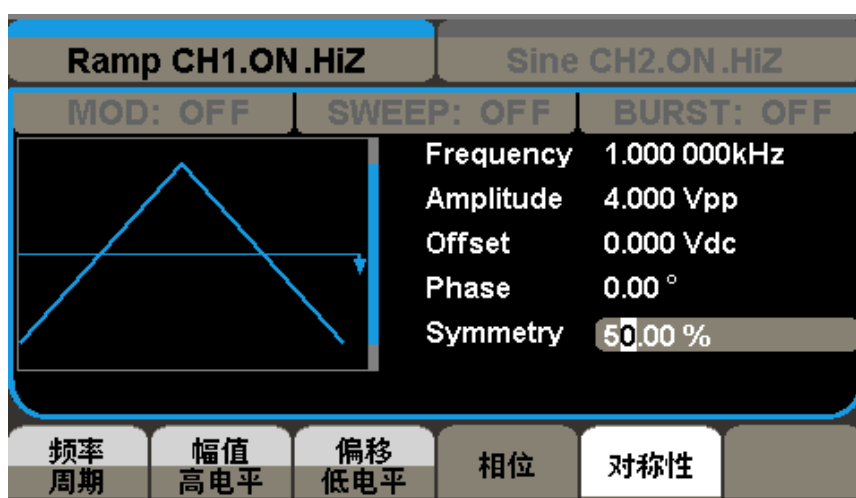 Ramp CH1.ON.HiZ
Sine CH2.ON.HiZ
MOD: OFF
SWEEP: OFF
BURST: OFF
Frequency 1.000 000kHz
Amplitude 4.000 Vpp
Offset 0.000 Vdc
Phase 0.00 °
Symmetry 50.00 %
频率
周期
幅值
高电平
偏移
低电平
相位
对称性